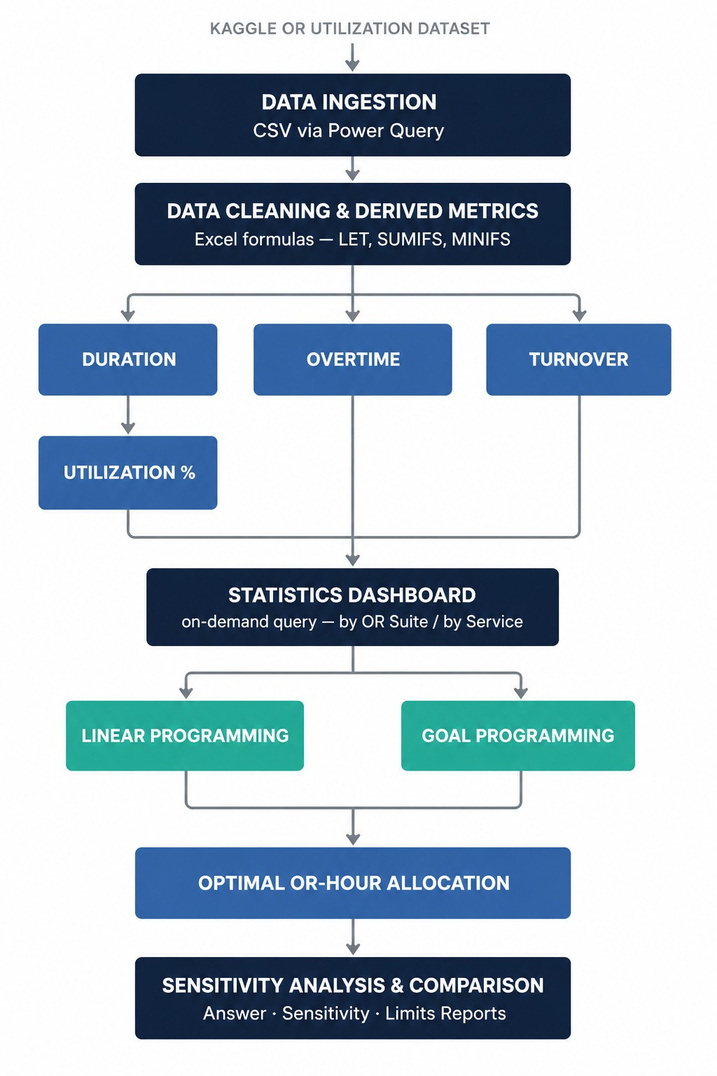 KAGGLE OR UTILIZATION DATASET
DATA INGESTION
CSV via Power Query
DATA CLEANING & DERIVED METRICS
Excel formulas — LET, SUMIFS, MINIFS
DURATION
OVERTIME
TURNOVER
UTILIZATION %
STATISTICS DASHBOARD
on-demand query — by OR Suite / by Service
LINEAR PROGRAMMING
GOAL PROGRAMMING
OPTIMAL OR-HOUR ALLOCATION
SENSITIVITY ANALYSIS & COMPARISON
Answer · Sensitivity · Limits Reports